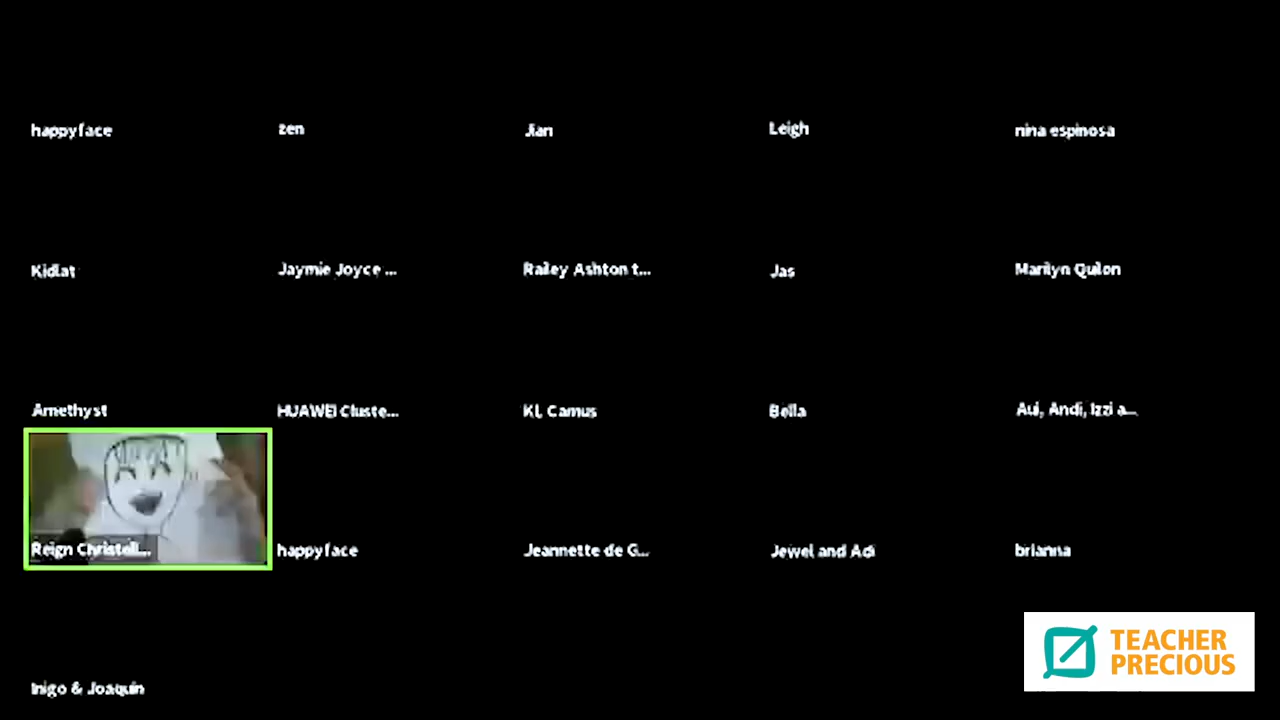 happyface
zen
Jian
Leigh
nina espinosa
Kidlat
Jaymie Joyce ...
Railey Ashton t...
Jas
Marilyn Quilon
Amethyst
HUAWEI Cluste...
KL Camus
Bella
Aui, Andi, Izzi a...
Reign Christell...
happyface
Jeannette de G...
Jewel and Adi
brianna
TEACHER
PRECIOUS
Inigo & Joaquin